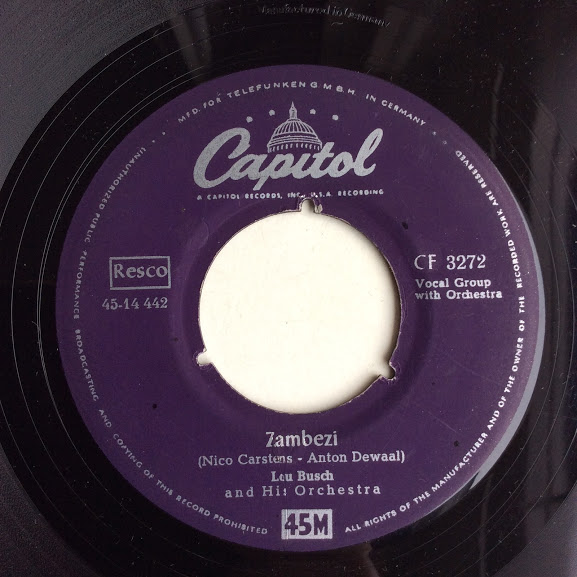 Manufactured in Germany
MFD. FOR TELEFUNKEN G M B H. IN GERMANY
Capitol
A CAPITOL RECORDS, INC., U.S.A. RECORDING
Resco
45-14 442
CF 3272
Vocal Group
with Orchestra
Zambezi
(Nico Carstens - Anton Dewaal)
Lou Busch
and His Orchestra
45M
UNAUTHORIZED PUBLIC PERFORMANCE BROADCASTING AND COPYING OF THIS RECORD PROHIBITED
ALL RIGHTS OF THE MANUFACTURER AND OF THE OWNER OF THE RECORDED WORK ARE RESERVED